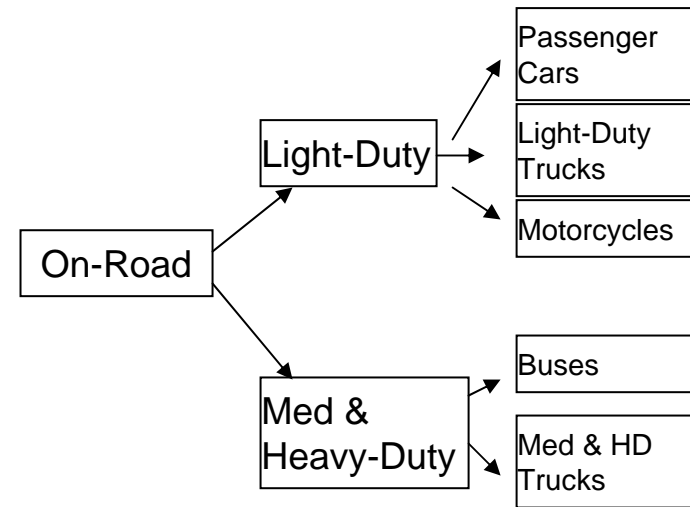 On-Road
Light-Duty
Passenger
Cars
Light-Duty
Trucks
Motorcycles
Med &
Heavy-Duty
Buses
Med & HD
Trucks